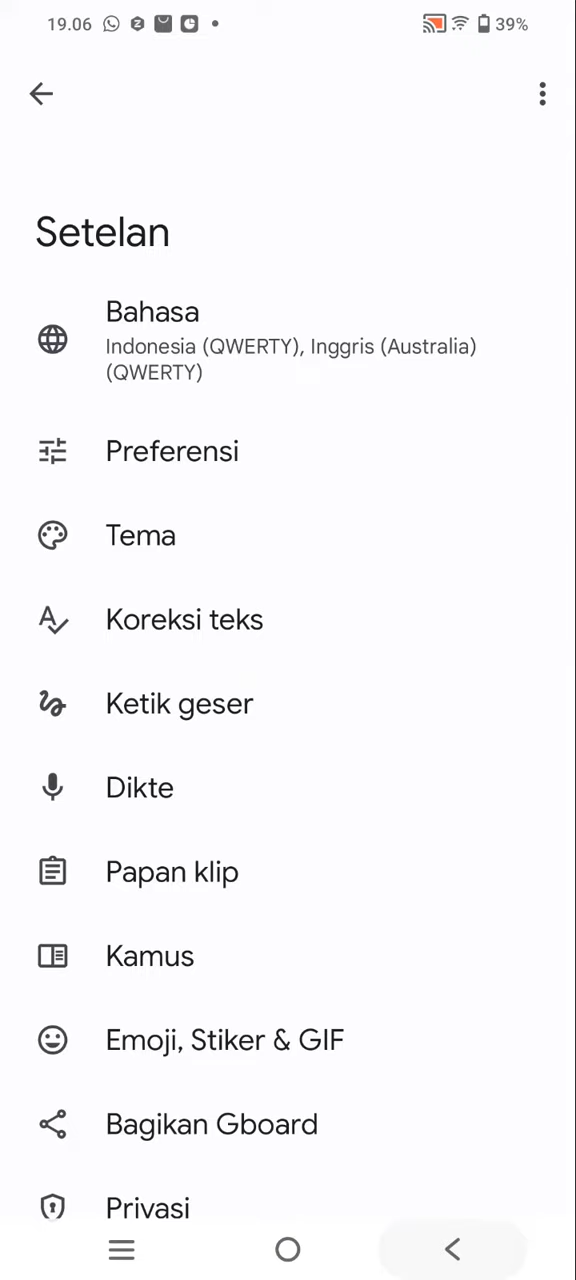 19.06
39%
Setelan
Bahasa
Indonesia (QWERTY), Inggris (Australia)
(QWERTY)
Preferensi
Tema
Koreksi teks
Ketik geser
Dikte
Papan klip
Kamus
Emoji, Stiker & GIF
Bagikan Gboard
Privasi